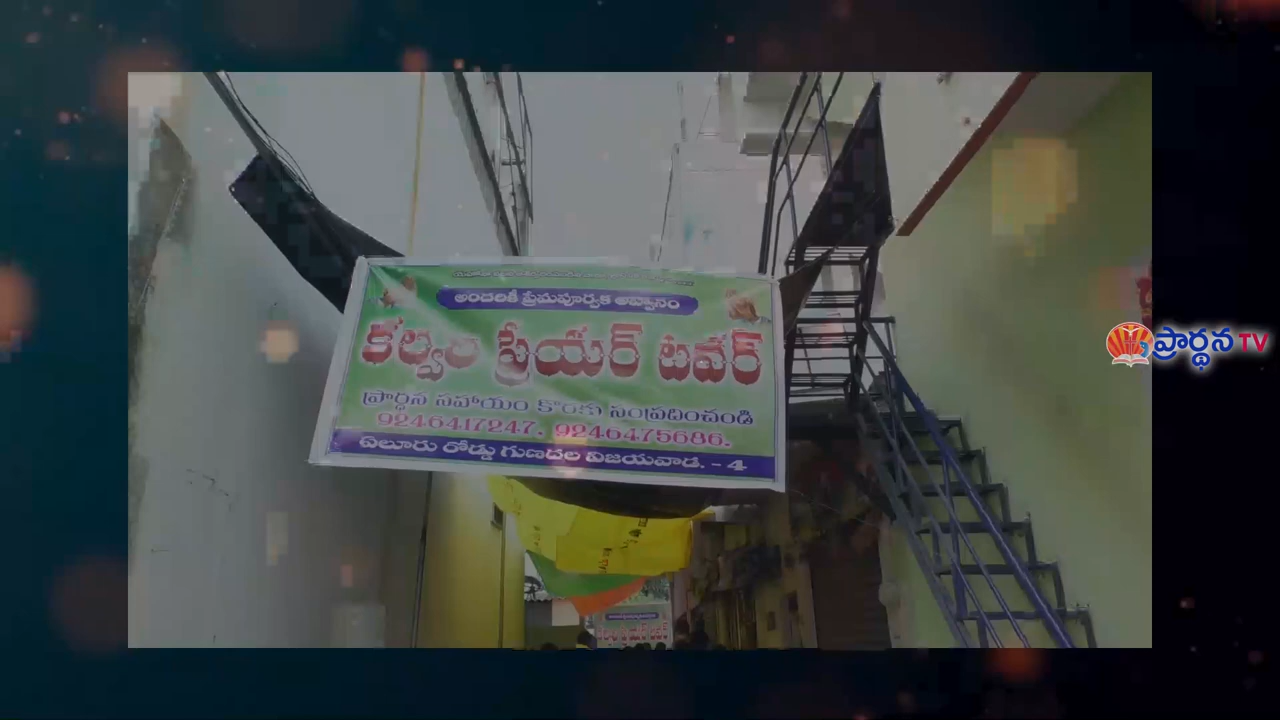 అందరికీ ప్రేమపూర్వక ఆహ్వానం
కల్వరి ప్రేయర్ టవర్
ప్రార్థన సహాయం కొరకు సంప్రదించండి
9246417247. 9246475686.
ఏలూరు రోడ్డు గుణదల విజయవాడ. - 4
ప్రార్థన TV